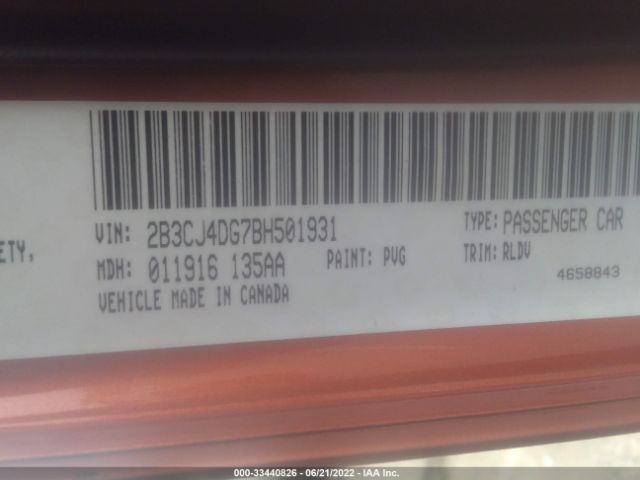 VIN: 2B3CJ4DG7BH501931
TYPE: PASSENGER CAR
ETY,
MDH: 011916 135AA
PAINT: PVG
TRIM: RLDV
4658843
VEHICLE MADE IN CANADA
000-33440826 - 06/21/2022 - IAA Inc.